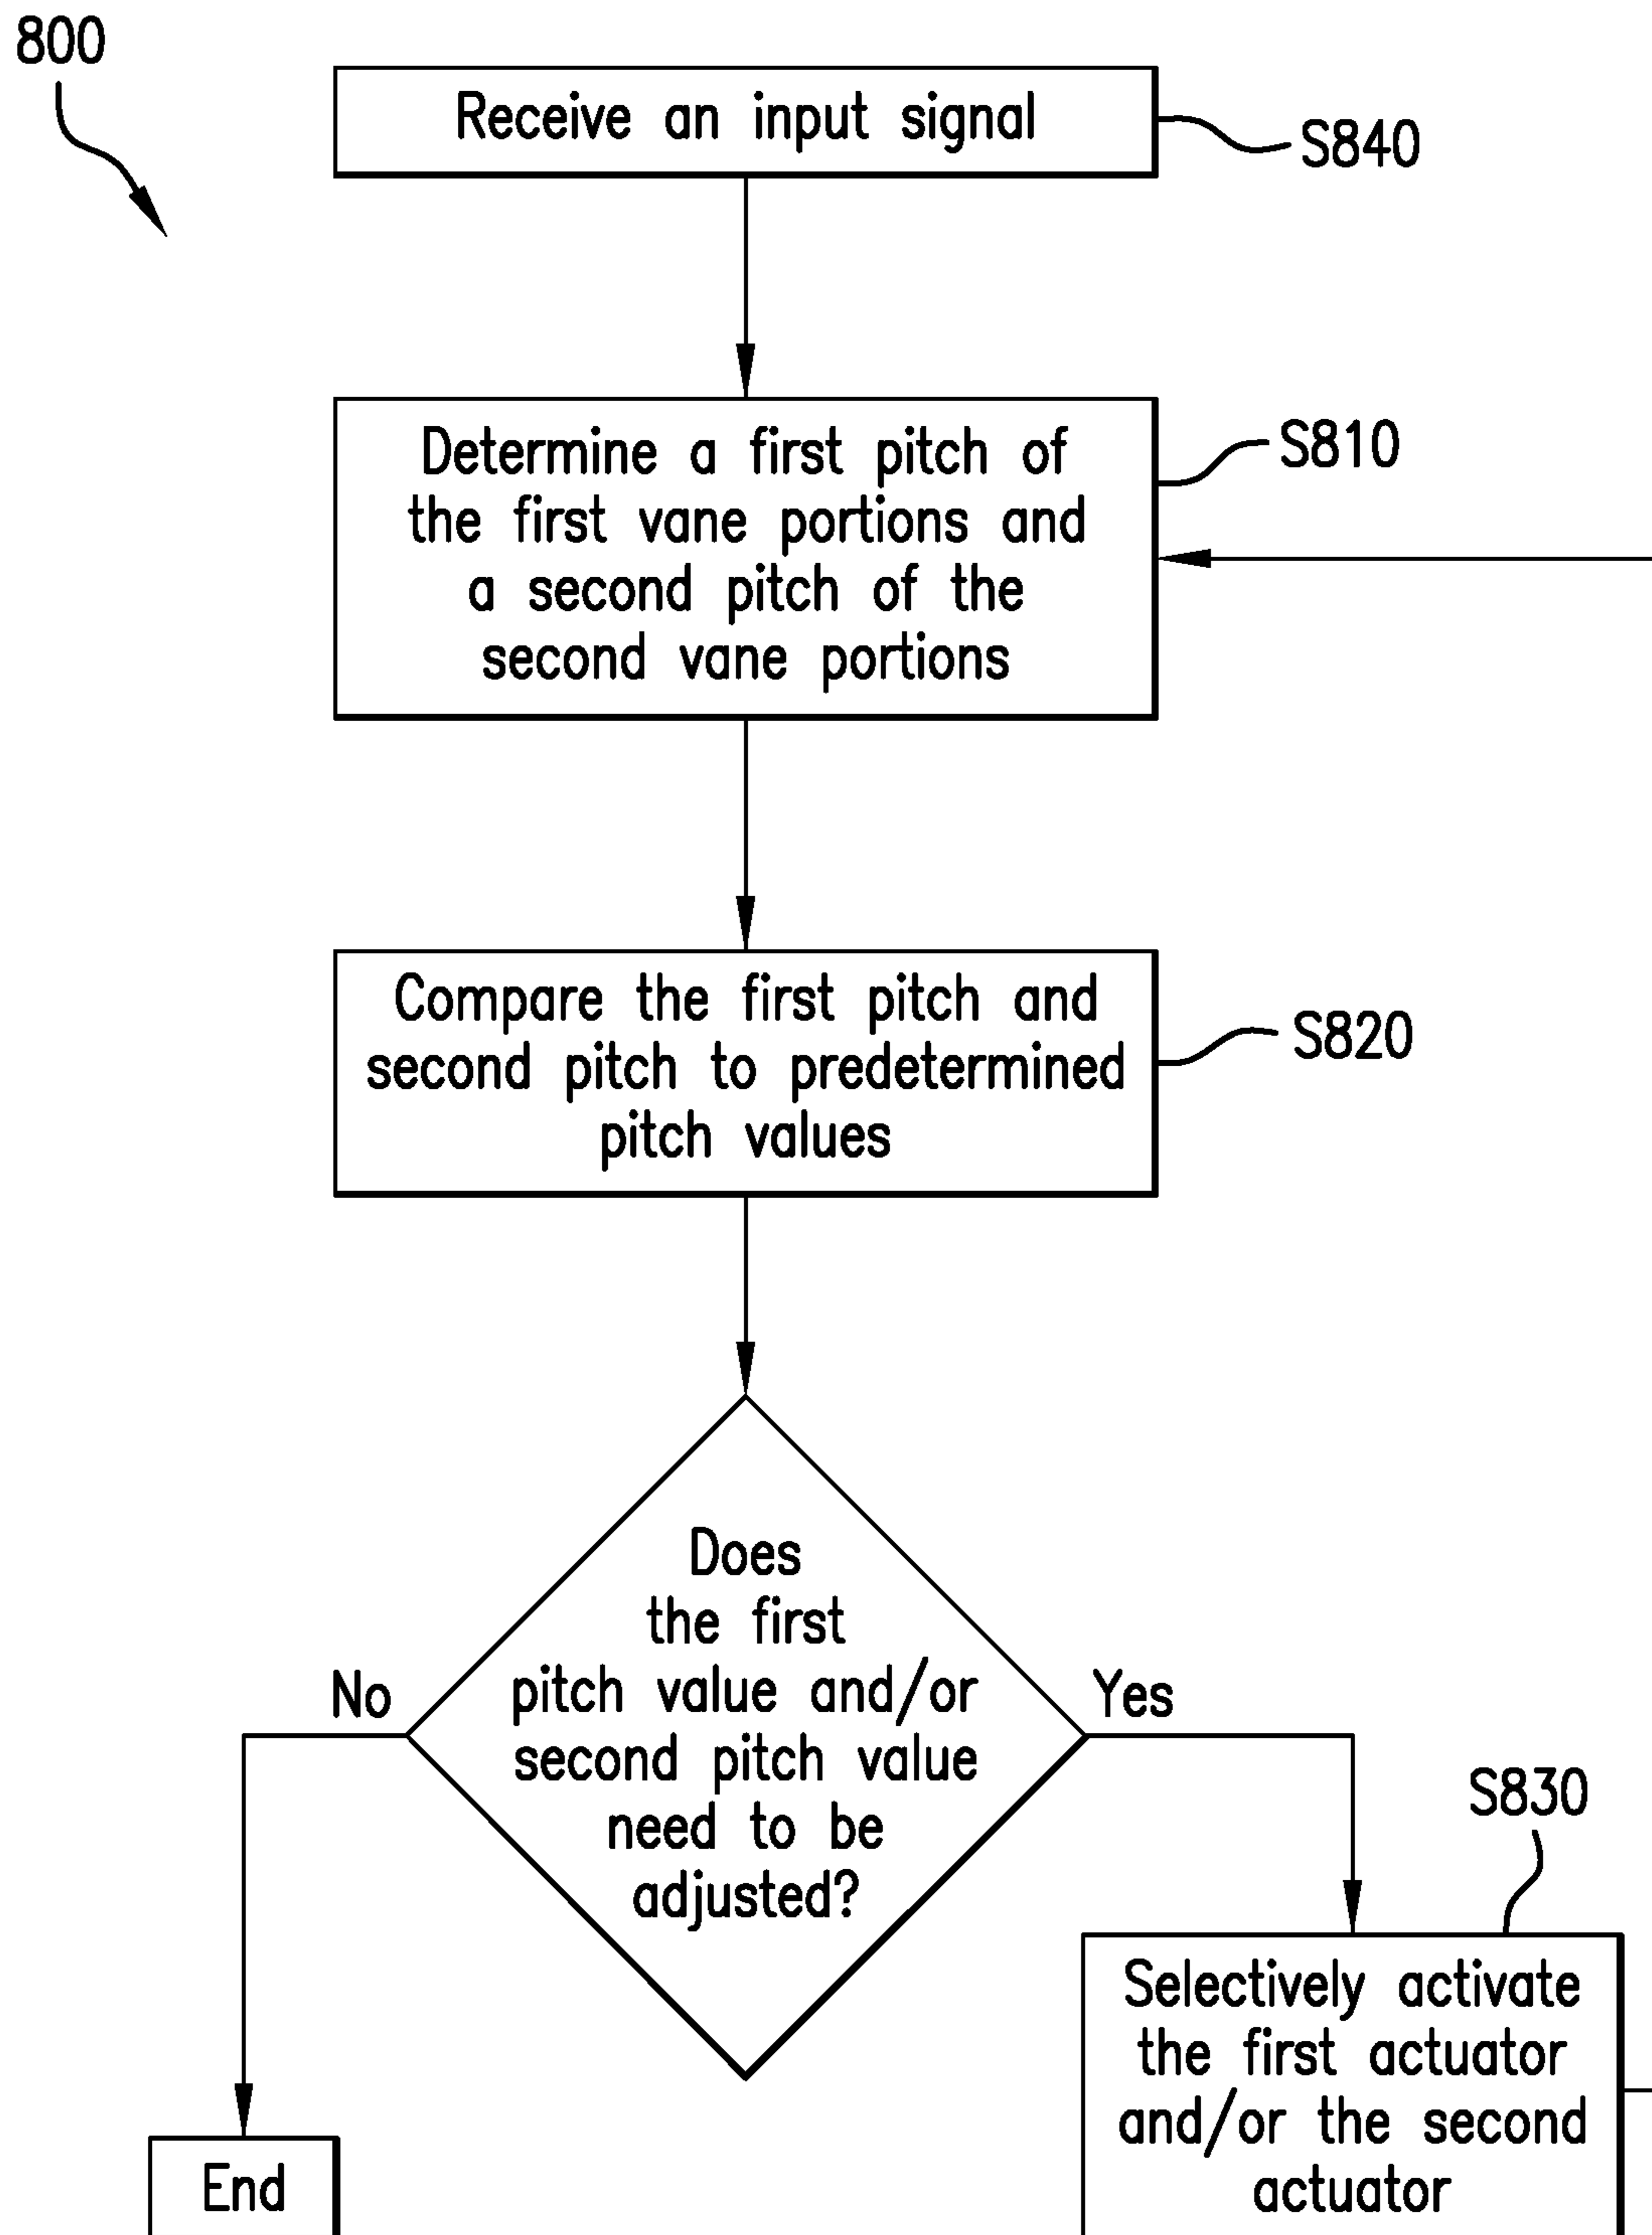 800
Receive an input signal
S840
Determine a first pitch of
the first vane portions and
a second pitch of the
second vane portions
S810
Compare the first pitch and
second pitch to predetermined
pitch values
S820
Does
the first
pitch value and/or
second pitch value
need to be
adjusted?
No
Yes
S830
Selectively activate
the first actuator
and/or the second
actuator
End